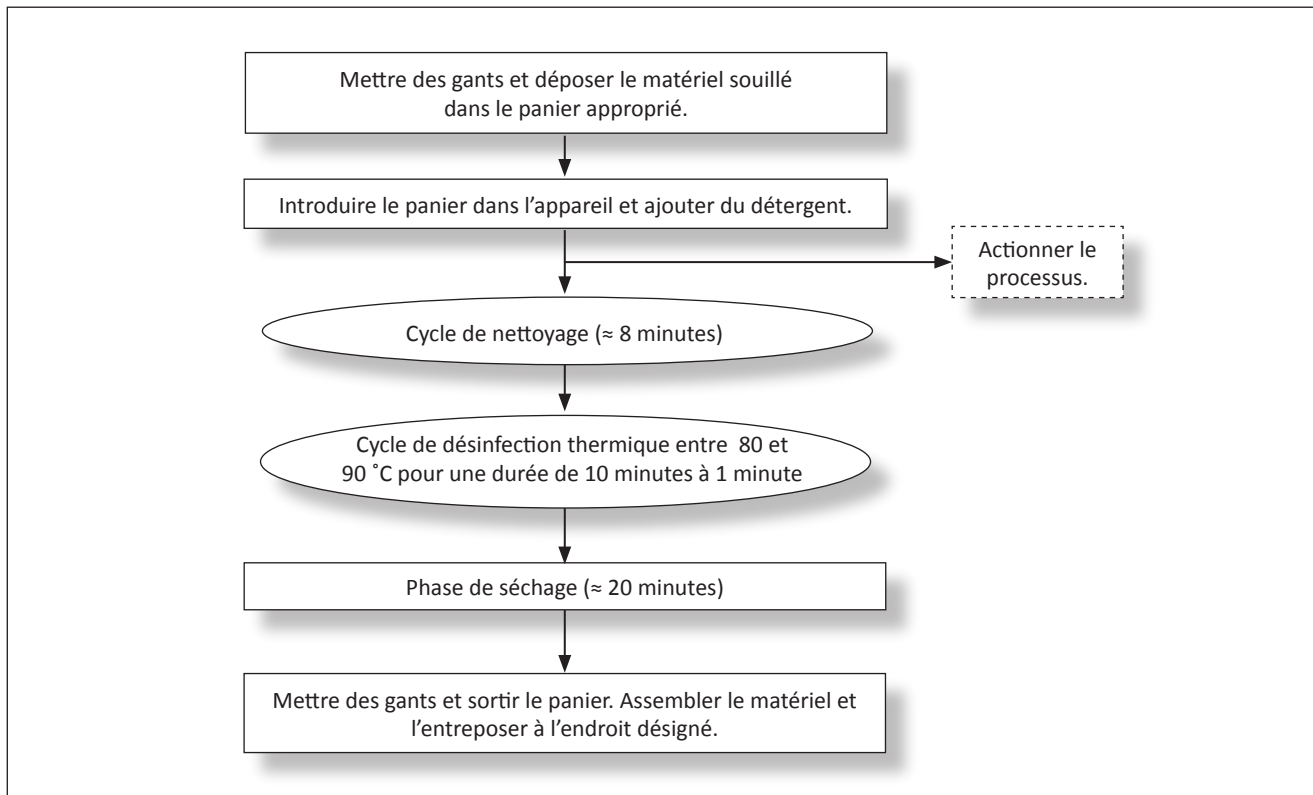 Mettre des gants et déposer le matériel souillé
dans le panier approprié.
Introduire le panier dans l’appareil et ajouter du détergent.
Actionner le
processus.
Cycle de nettoyage (≈ 8 minutes)
Cycle de désinfection thermique entre 80 et
90 ˚C pour une durée de 10 minutes à 1 minute
Phase de séchage (≈ 20 minutes)
Mettre des gants et sortir le panier. Assembler le matériel et
l’entreposer à l’endroit désigné.